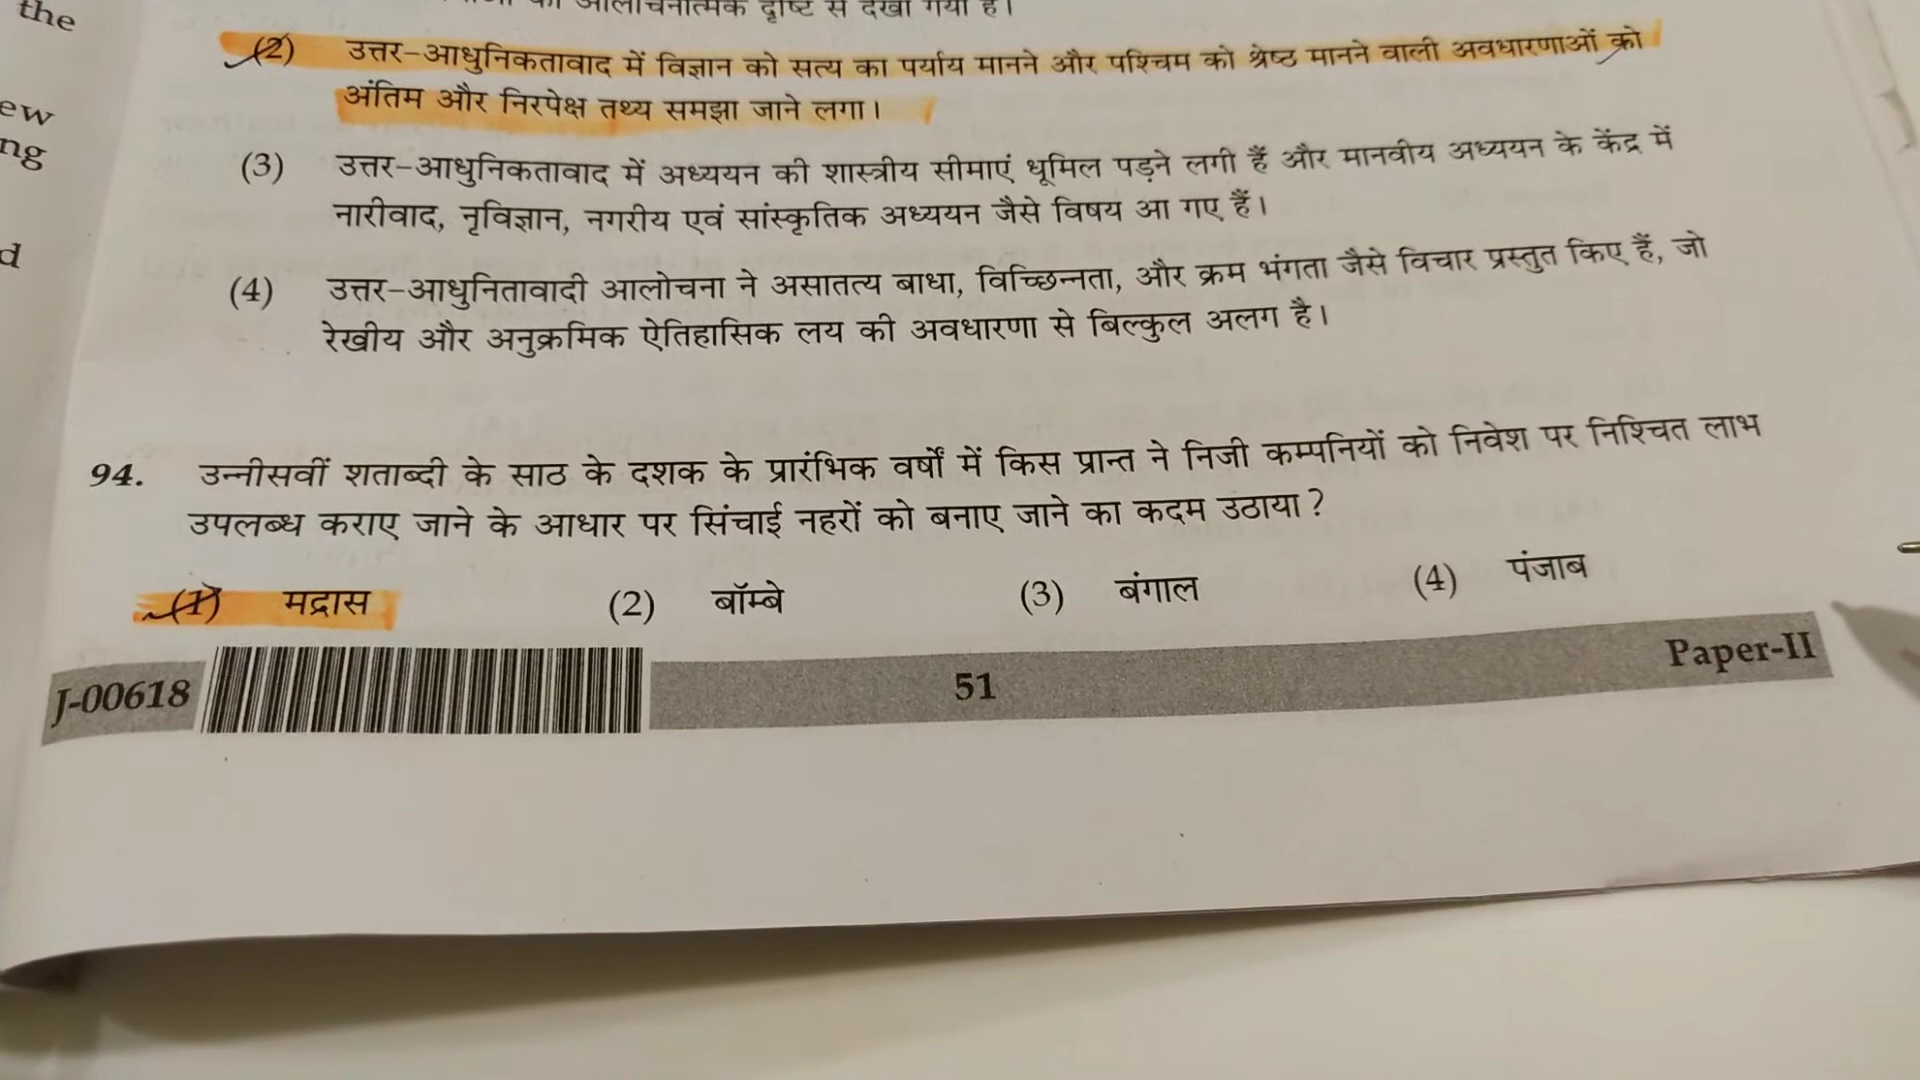 the
आलोचनात्मक दृष्टि से देखा गया है।
(2) उत्तर-आधुनिकतावाद में विज्ञान को सत्य का पर्याय मानने और पश्चिम को श्रेष्ठ मानने वाली अवधारणाओं को
अंतिम और निरपेक्ष तथ्य समझा जाने लगा।
ew
ng
(3) उत्तर-आधुनिकतावाद में अध्ययन की शास्त्रीय सीमाएं धूमिल पड़ने लगी हैं और मानवीय अध्ययन के केंद्र में
नारीवाद, नृविज्ञान, नगरीय एवं सांस्कृतिक अध्ययन जैसे विषय आ गए हैं।
d
(4) उत्तर-आधुनितावादी आलोचना ने असातत्य बाधा, विच्छिन्नता, और क्रम भंगता जैसे विचार प्रस्तुत किए हैं, जो
रेखीय और अनुक्रमिक ऐतिहासिक लय की अवधारणा से बिल्कुल अलग है।
94. उन्नीसवीं शताब्दी के साठ के दशक के प्रारंभिक वर्षों में किस प्रान्त ने निजी कम्पनियों को निवेश पर निश्चित लाभ
उपलब्ध कराए जाने के आधार पर सिंचाई नहरों को बनाए जाने का कदम उठाया ?
(1) मद्रास (2) बॉम्बे (3) बंगाल (4) पंजाब
J-00618 51 Paper-II